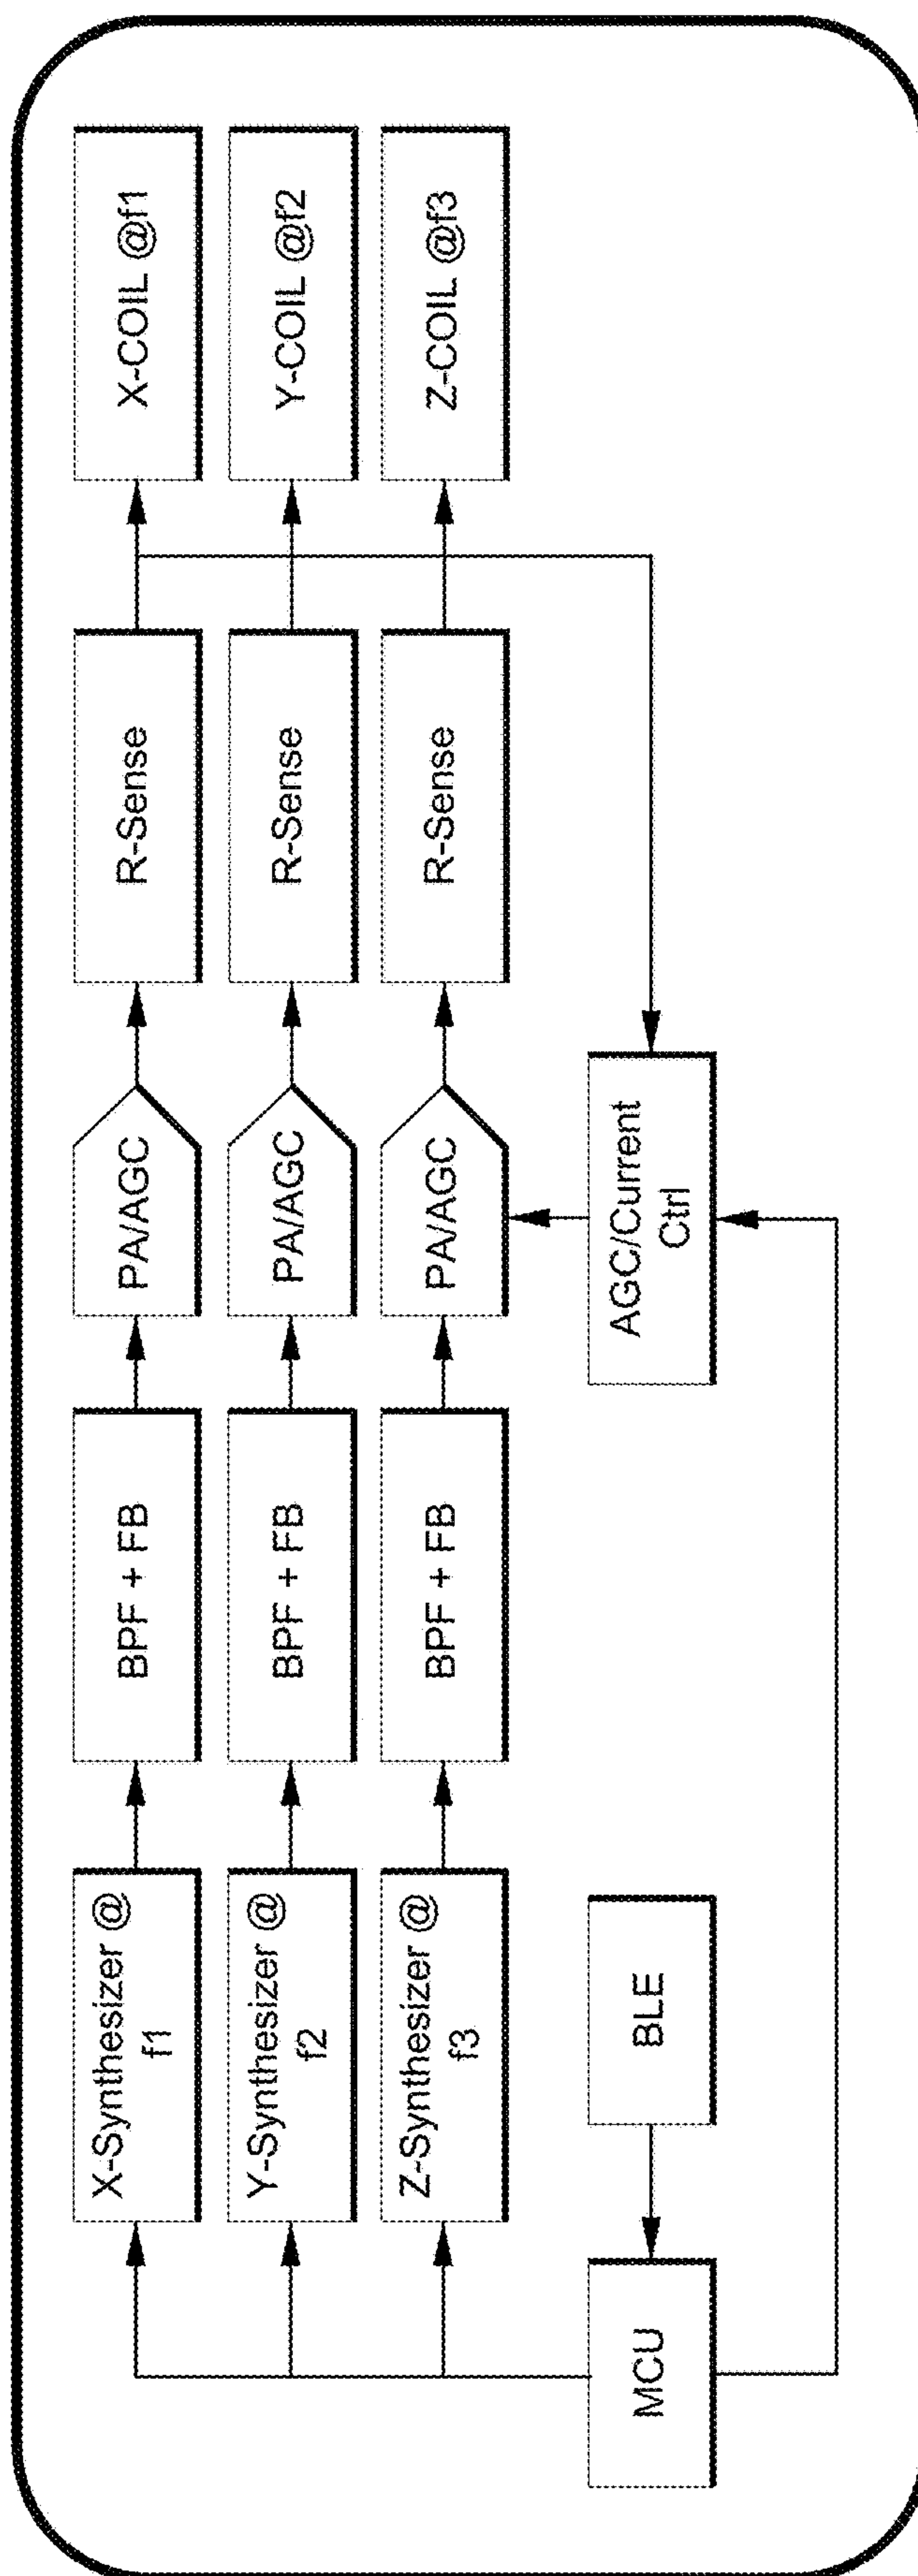 X-Synthesizer @
f1
BPF + FB
PA/AGC
R-Sense
X-COIL @f1
Y-Synthesizer @
f2
BPF + FB
PA/AGC
R-Sense
Y-COIL @f2
Z-Synthesizer @
f3
BPF + FB
PA/AGC
R-Sense
Z-COIL @f3
MCU
BLE
AGC/Current
Ctrl